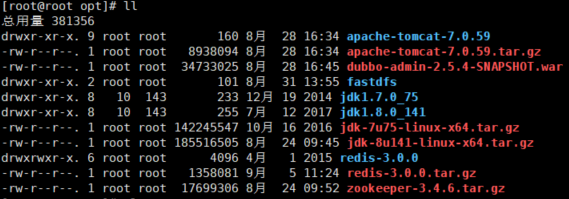 [root@root opt]# ll
总用量 381356
drwxr-xr-x. 9 root root 160 8月 28 16:34 apache-tomcat-7.0.59
-rw-r--r--. 1 root root 8938094 8月 28 16:34 apache-tomcat-7.0.59.tar.gz
-rw-r--r--. 1 root root 34733025 8月 28 16:45 dubbo-admin-2.5.4-SNAPSHOT.war
drwxr-xr-x. 2 root root 101 8月 31 13:55 fastdfs
drwxr-xr-x. 8 10 143 233 12月 19 2014 jdk1.7.0_75
drwxr-xr-x. 8 10 143 255 7月 12 2017 jdk1.8.0_141
-rw-r--r--. 1 root root 142245547 10月 16 2016 jdk-7u75-linux-x64.tar.gz
-rw-r--r--. 1 root root 185516505 8月 24 09:45 jdk-8u141-linux-x64.tar.gz
drwxrwxr-x. 6 root root 4096 4月 1 2015 redis-3.0.0
-rw-r--r--. 1 root root 1358081 9月 5 11:24 redis-3.0.0.tar.gz
-rw-r--r--. 1 root root 17699306 8月 24 09:52 zookeeper-3.4.6.tar.gz